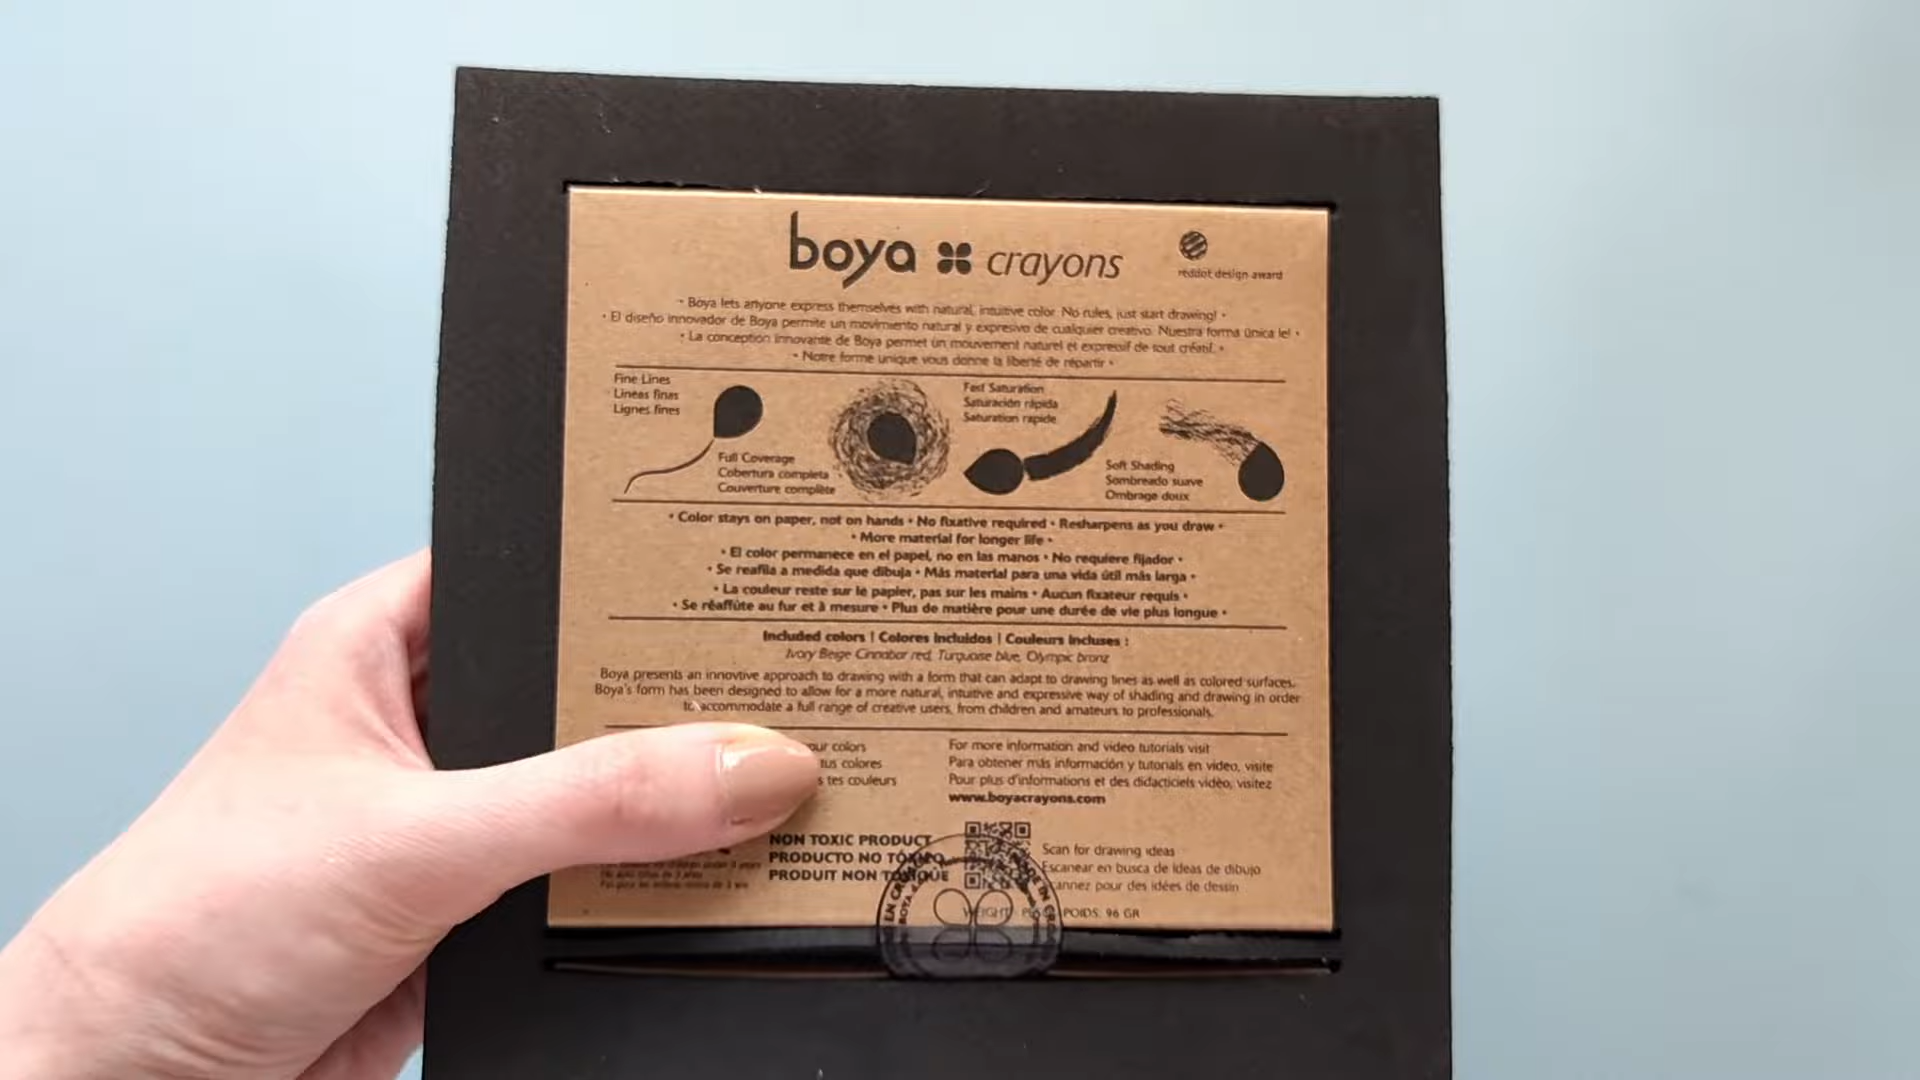 boya crayons
reddot design award
• Boya lets anyone express themselves with natural, intuitive color. No rules, just start drawing! •
• El diseño innovador de Boya permite un movimiento natural y expresivo de cualquier creativo. Nuestra forma única le! •
• La conception innovante de Boya permet un mouvement naturel et expressif de tout créatif. •
• Notre forme unique vous donne la liberté de répartir •
Fine Lines
Lineas finas
Lignes fines
Full Coverage
Cobertura completa
Couverture complète
Fast Saturation
Saturación rápida
Saturation rapide
Soft Shading
Sombreado suave
Ombrage doux
• Color stays on paper, not on hands • No fixative required • Resharpens as you draw •
• More material for longer life •
• El color permanece en el papel, no en las manos • No requiere fijador •
• Se reafila a medida que dibuja • Más material para una vida útil más larga •
• La couleur reste sur le papier, pas sur les mains • Aucun fixateur requis •
• Se réaffûte au fur et à mesure • Plus de matière pour une durée de vie plus longue •
Included colors | Colores Incluidos | Couleurs Incluses :
Ivory Beige Cinnabar red, Turquoise blue, Olympic bronz
Boya presents an innovtive approach to drawing with a form that can adapt to drawing lines as well as colored surfaces.
Boya's form has been designed to allow for a more natural, intuitive and expressive way of shading and drawing in order
to accommodate a full range of creative users, from children and amateurs to professionals.
our colors
tus colores
s tes couleurs
For more information and video tutorials visit
Para obtener más información y tutorials en video, visite
Pour plus d'informations et des didacticiels vidéo, visitez
www.boyacrayons.com
NON TOXIC PRODUCT
PRODUCTO NO TÓXICO
PRODUIT NON TOXIQUE
Scan for drawing ideas
Escanear en busca de ideas de dibujo
cannez pour des idées de dessin
WEIGHT POIDS: 96 GR